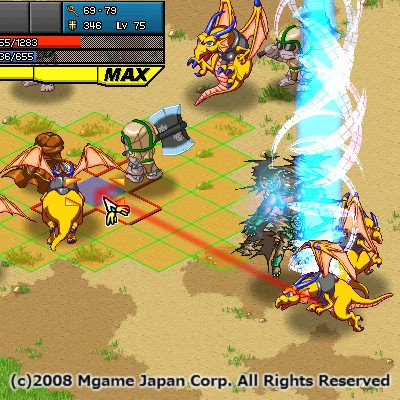 69 - 79
346 Lv 75
55/1283
36/655
MAX
(c)2008 Mgame Japan Corp. All Rights Reserved